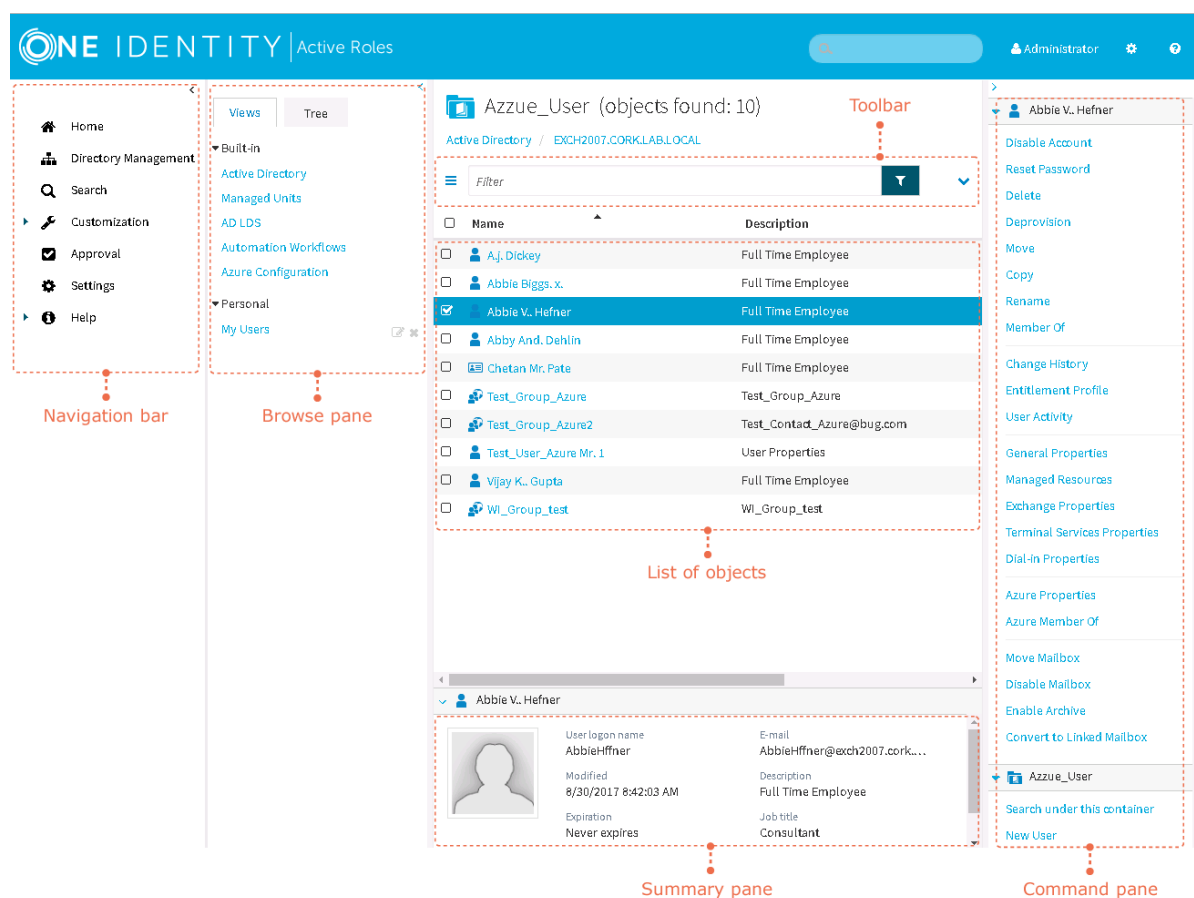 ONE IDENTITY Active Roles
Administrator
Home
Directory Management
Search
Customization
Approval
Settings
Help
Navigation bar
Views
Tree
Built-in
Active Directory
Managed Units
AD LDS
Automation Workflows
Azure Configuration
Personal
My Users
Browse pane
Azzue_User (objects found: 10)
Active Directory / EXCH2007.CORK.LAB.LOCAL
Toolbar
Filter
Name Description
A.j. Dickey Full Time Employee
Abbie Biggs. x. Full Time Employee
Abbie V.. Hefner Full Time Employee
Abby And. Dehlin Full Time Employee
Chetan Mr. Pate Full Time Employee
Test_Group_Azure Test_Group_Azure
Test_Group_Azure2 Test_Contact_Azure@bug.com
Test_User_Azure Mr. 1 User Properties
Vijay K.. Gupta Full Time Employee
WI_Group_test WI_Group_test
List of objects
Abbie V.. Hefner
User logon name E-mail
AbbieHffner AbbieHffner@exch2007.cork....
Modified Description
8/30/2017 8:42:03 AM Full Time Employee
Expiration Job title
Never expires Consultant
Summary pane
Abbie V.. Hefner
Disable Account
Reset Password
Delete
Deprovision
Move
Copy
Rename
Member Of
Change History
Entitlement Profile
User Activity
General Properties
Managed Resources
Exchange Properties
Terminal Services Properties
Dial-in Properties
Azure Properties
Azure Member Of
Move Mailbox
Disable Mailbox
Enable Archive
Convert to Linked Mailbox
Azzue_User
Search under this container
New User
Command pane